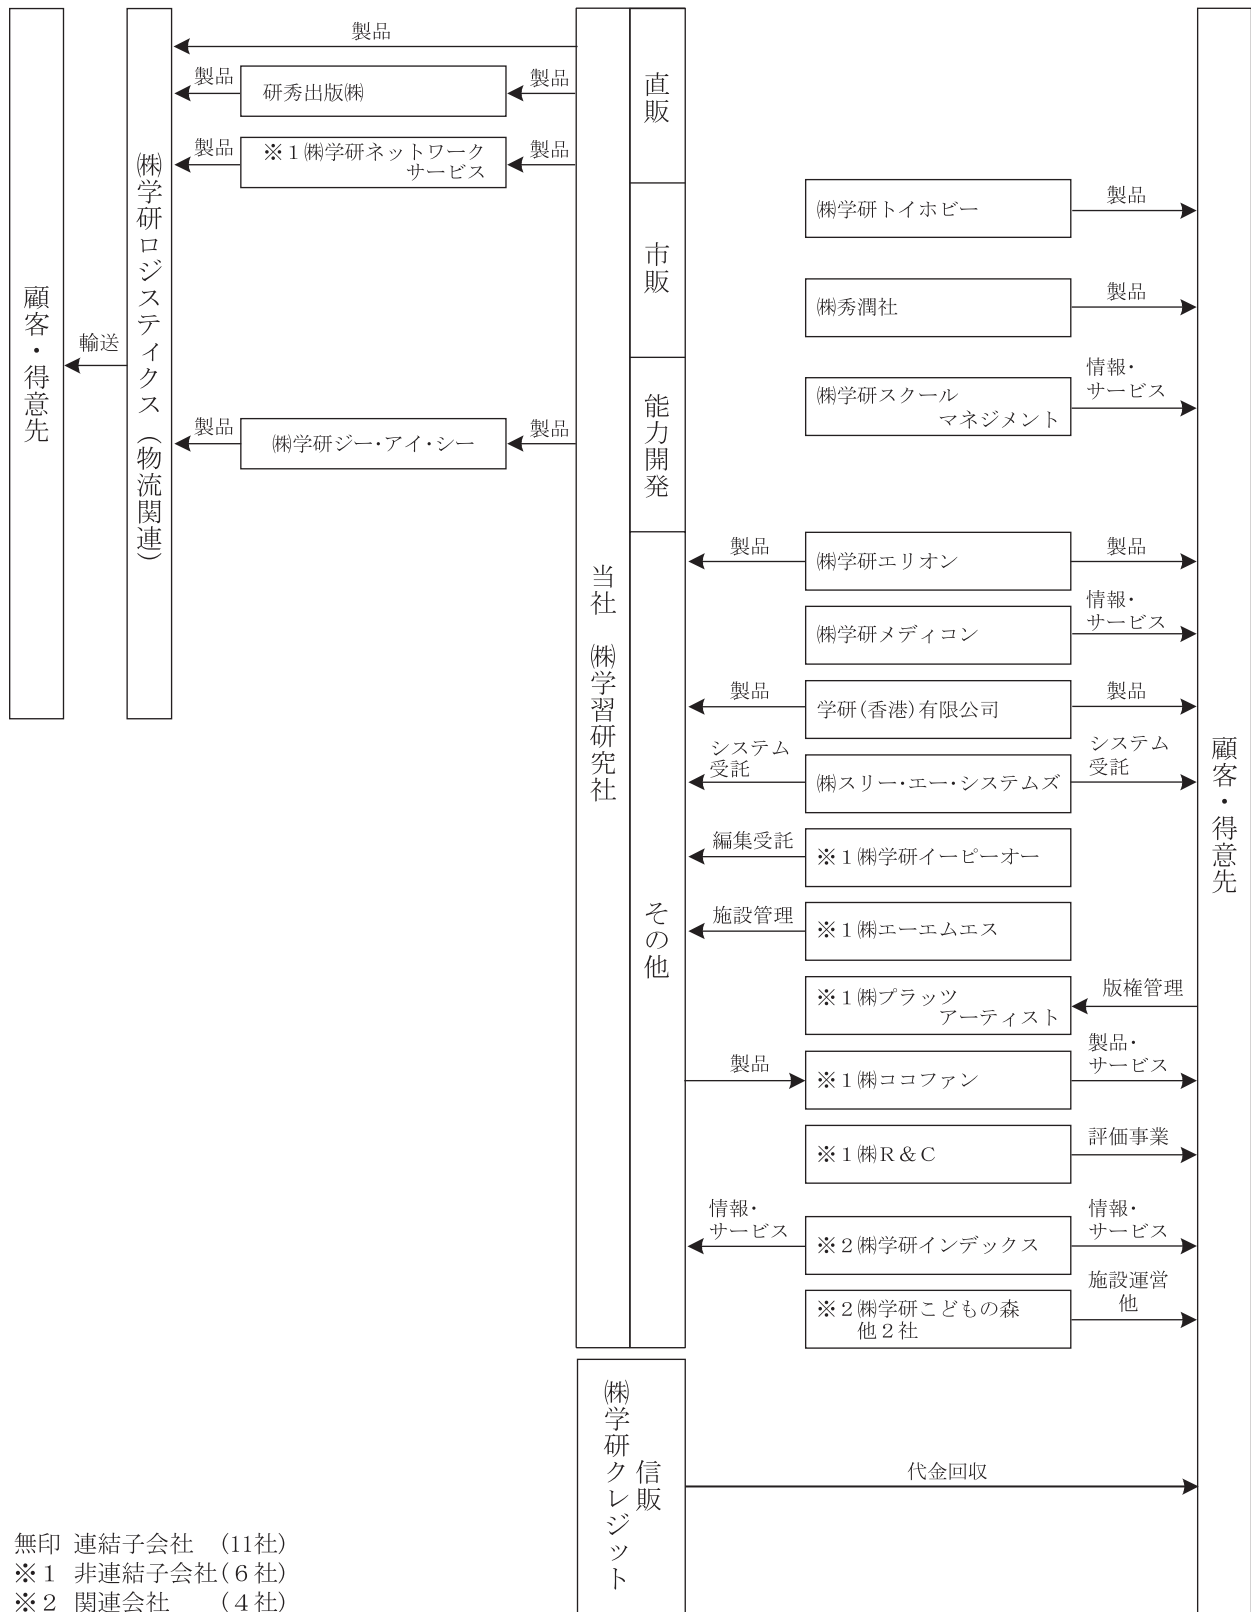 顧客・得意先
輸送
㈱学研ロジスティクス（物流関連）
製品
製品
研秀出版㈱
製品
製品
※１㈱学研ネットワーク
サービス
製品
製品
㈱学研ジー・アイ・シー
製品
当社　㈱学習研究社
直販
市販
能力開発
その他
㈱学研トイホビー
製品
㈱秀潤社
製品
㈱学研スクール
マネジメント
情報・
サービス
製品
㈱学研エリオン
製品
㈱学研メディコン
情報・
サービス
製品
学研(香港)有限公司
製品
システム
受託
㈱スリー・エー・システムズ
システム
受託
編集受託
※１㈱学研イーピーオー
施設管理
※１㈱エーエムエス
※１㈱プラッツ
アーティスト
版権管理
製品
※１㈱ココファン
製品・
サービス
※１㈱Ｒ＆Ｃ
評価事業
情報・
サービス
※２㈱学研インデックス
情報・
サービス
※２㈱学研こどもの森
他２社
施設運営
他
顧客・得意先
㈱学研クレジット
信販
代金回収
無印 連結子会社 (11社)
※１ 非連結子会社(６社)
※２ 関連会社 (４社)